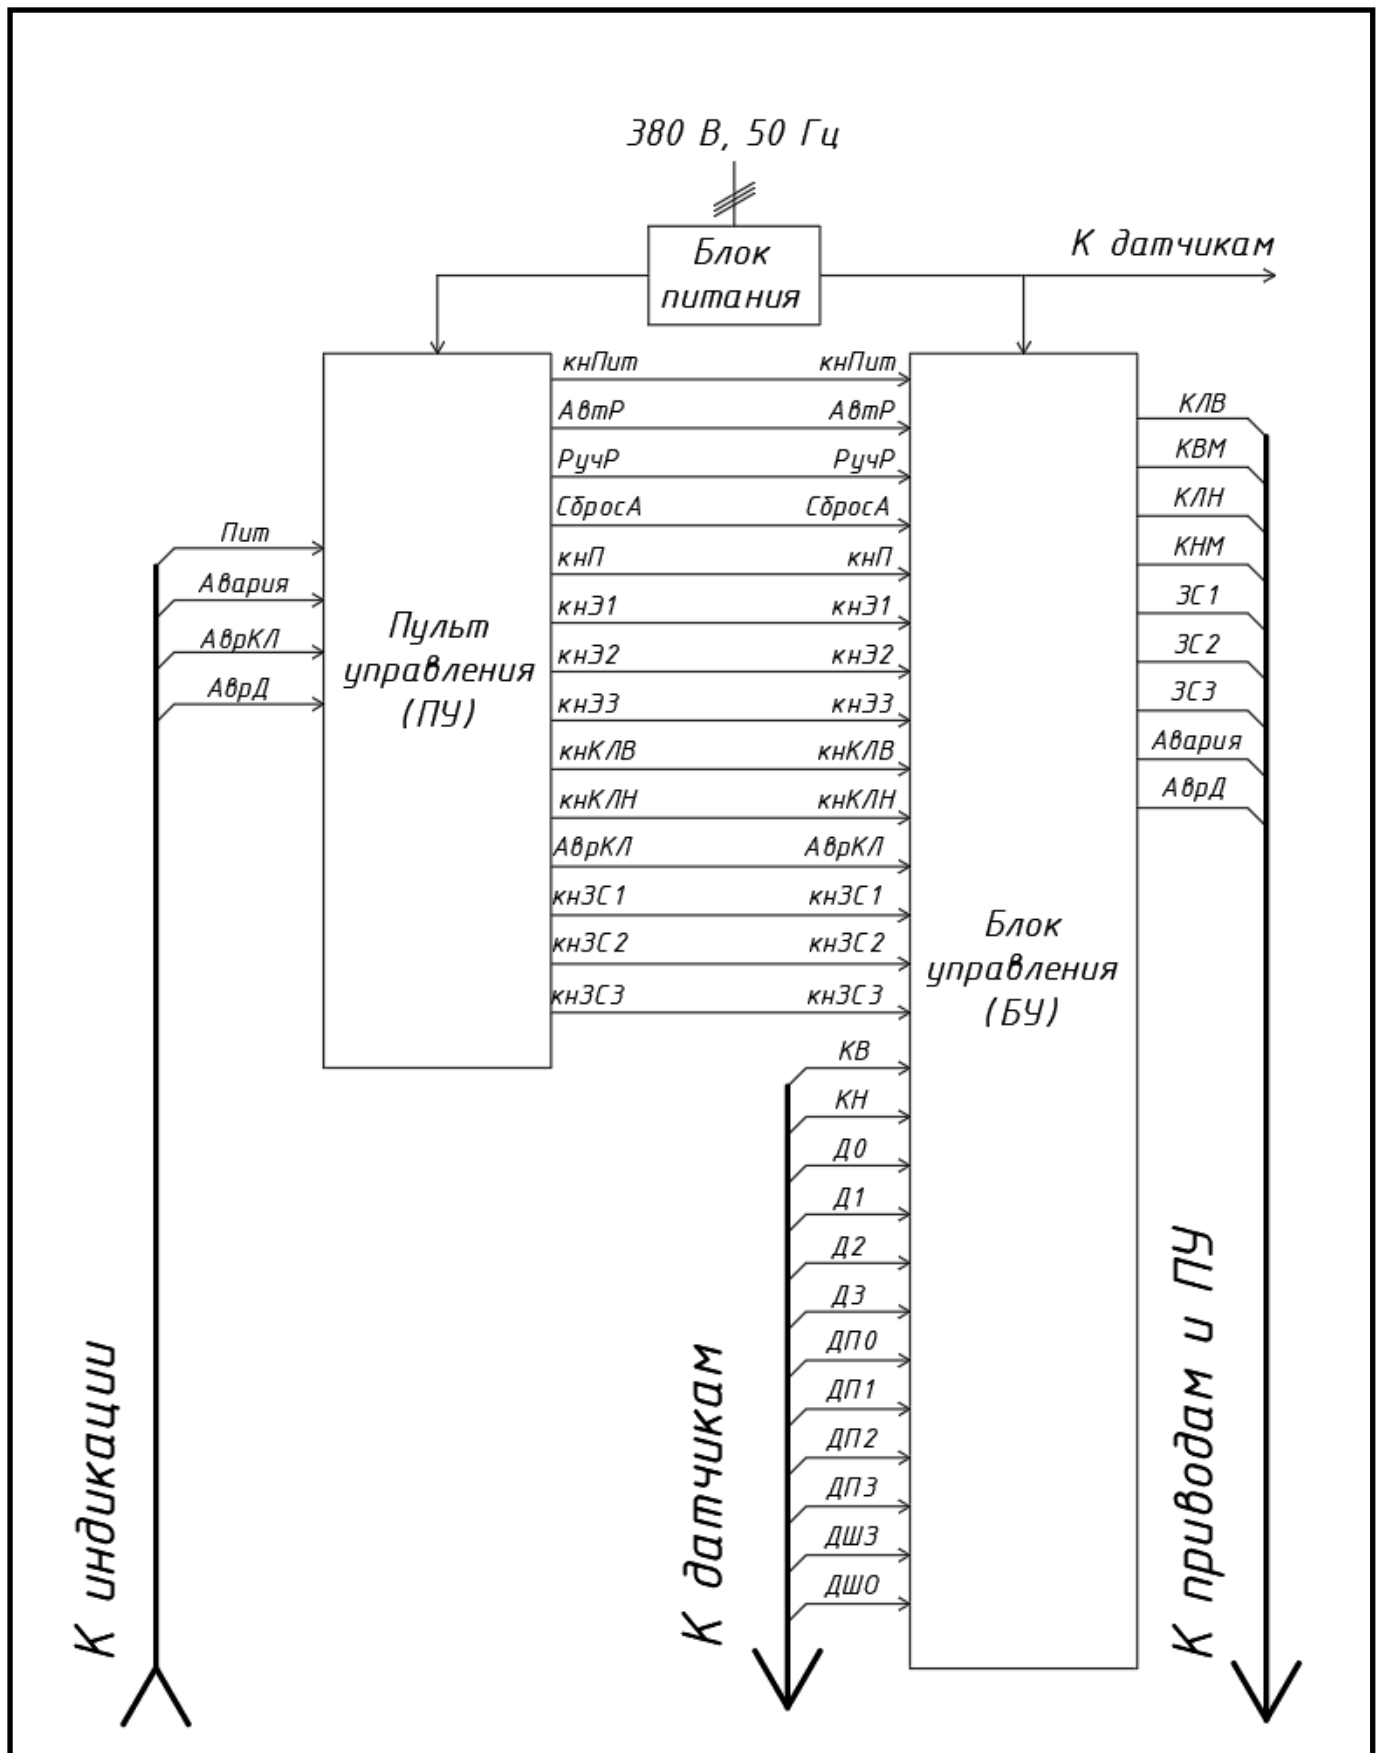 380 В, 50 Гц
Блок
питания
К датчикам
кнПит кнПит
АвтР АвтР
РучР РучР
СбросА СбросА
кнП кнП
кнЭ1 кнЭ1
кнЭ2 кнЭ2
кнЭ3 кнЭ3
кнКЛВ кнКЛВ
кнКЛН кнКЛН
АврКЛ АврКЛ
кнЗС1 кнЗС1
кнЗС2 кнЗС2
кнЗС3 кнЗС3
Пит
Авария
АврКЛ
АврД
Пульт
управления
(ПУ)
Блок
управления
(БУ)
КЛВ
КВМ
КЛН
КНМ
ЗС1
ЗС2
ЗС3
Авария
АврД
КВ
КН
Д0
Д1
Д2
Д3
ДП0
ДП1
ДП2
ДП3
ДШЗ
ДШО
К индикации
К датчикам
К приводам и ПУ